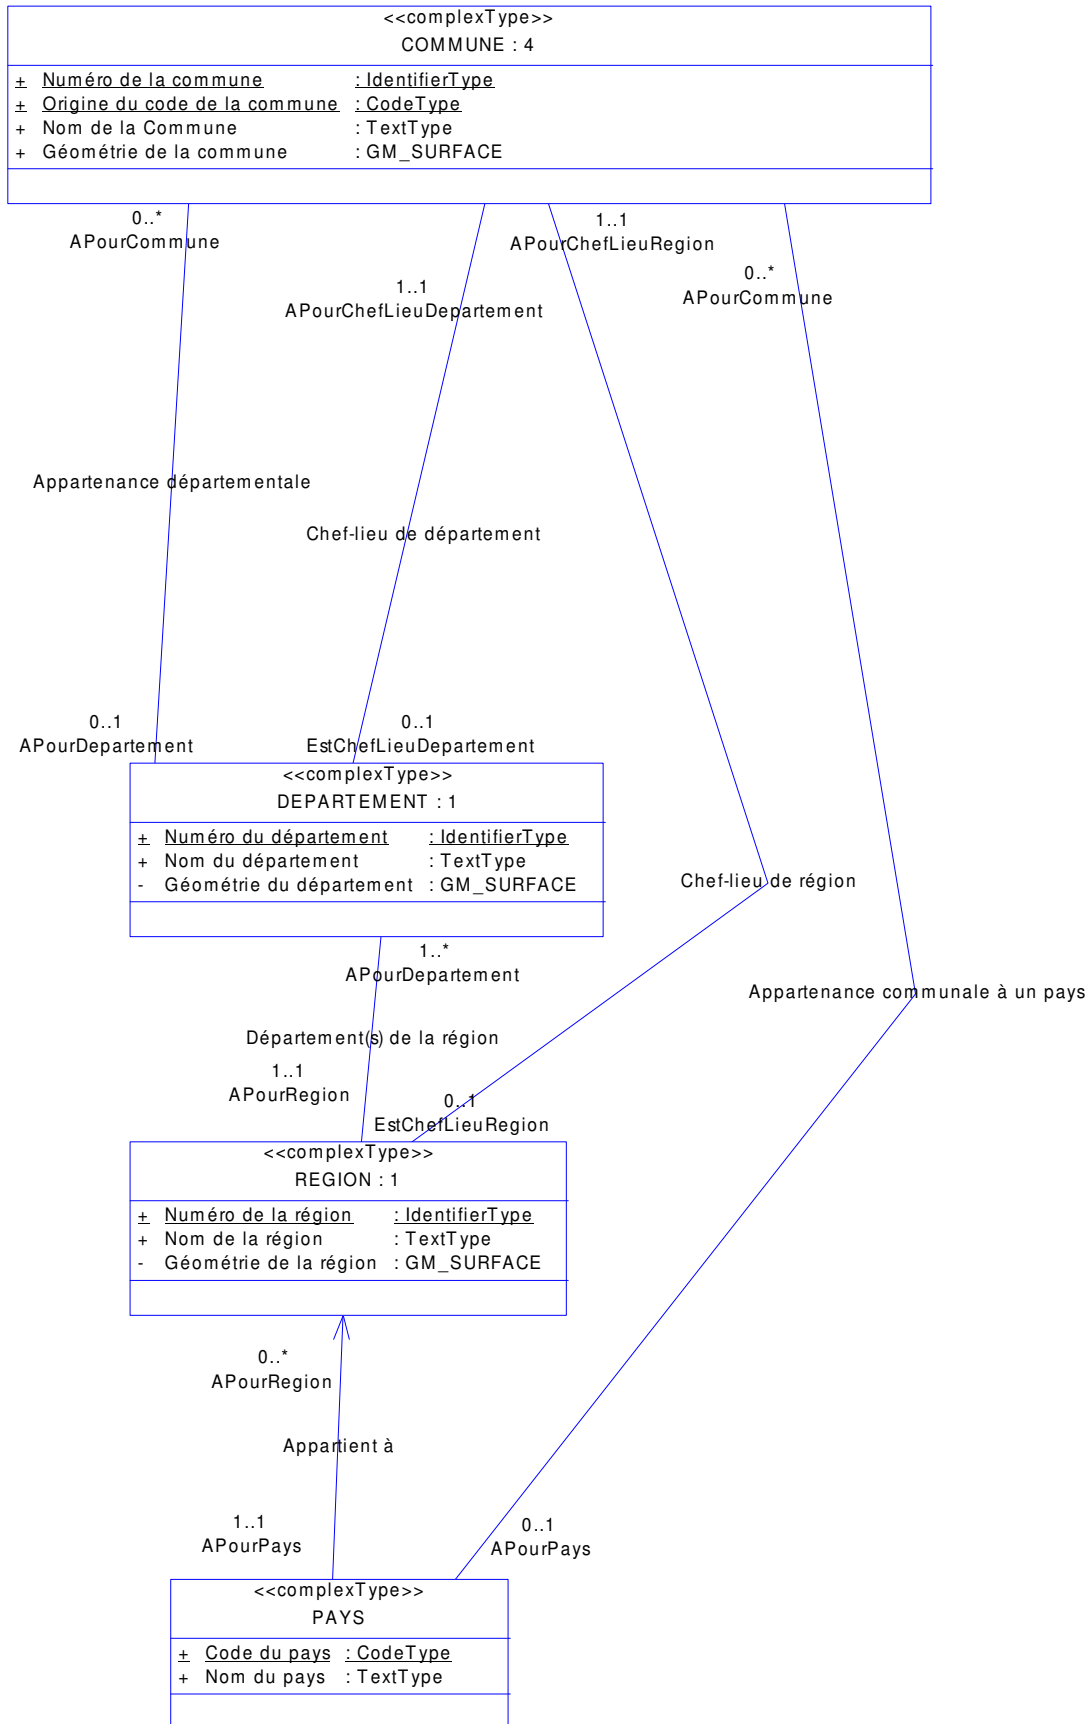 <<complexType>>
COMMUNE : 4
+ Numéro de la commune : IdentifierType
+ Origine du code de la commune : CodeType
+ Nom de la Commune : TextType
+ Géométrie de la commune : GM_SURFACE
0..*
APourCommune
1..1
APourChefLieuRegion
0..*
APourCommune
1..1
APourChefLieuDepartement
Appartenance départementale
Chef-lieu de département
0..1
APourDepartement
0..1
EstChefLieuDepartement
<<complexType>>
DEPARTEMENT : 1
+ Numéro du département : IdentifierType
+ Nom du département : TextType
- Géométrie du département : GM_SURFACE
Chef-lieu de région
1..*
APourDepartement
Appartenance communale à un pays
Département(s) de la région
1..1
APourRegion
0..1
EstChefLieuRegion
<<complexType>>
REGION : 1
+ Numéro de la région : IdentifierType
+ Nom de la région : TextType
- Géométrie de la région : GM_SURFACE
0..*
APourRegion
Appartient à
1..1
APourPays
0..1
APourPays
<<complexType>>
PAYS
+ Code du pays : CodeType
+ Nom du pays : TextType